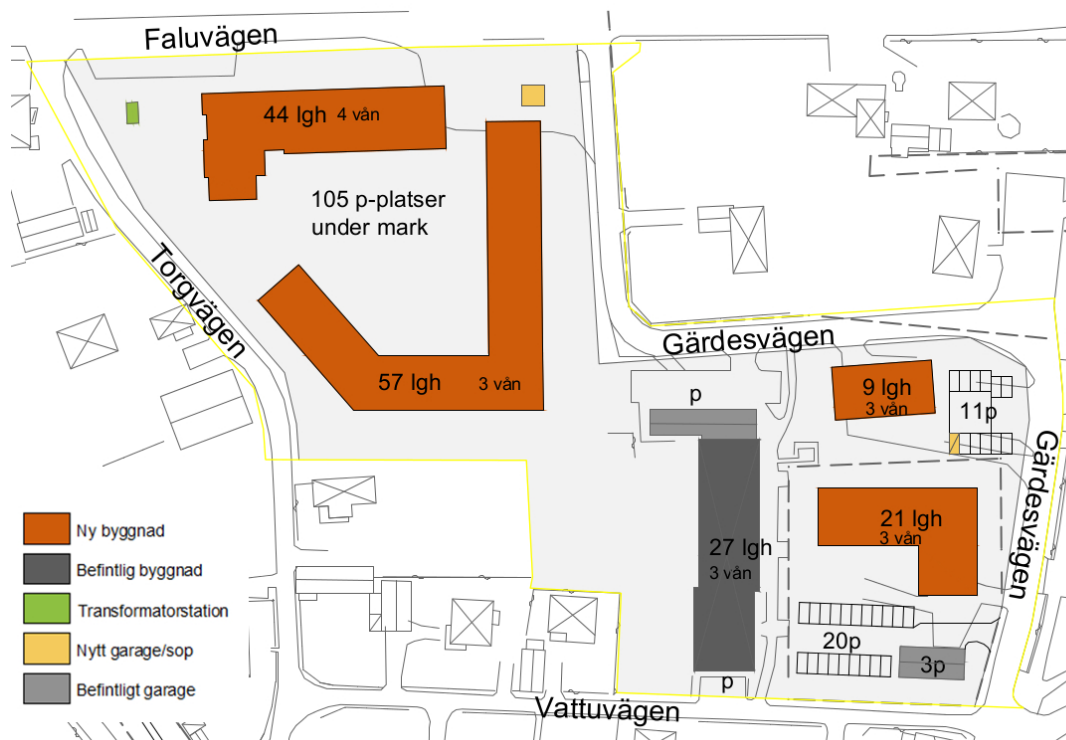 Faluvägen
44 lgh 4 vån
105 p-platser
under mark
Torgvägen
57 lgh 3 vån
Gärdesvägen
p
9 lgh
3 vån
11p
Gärdesvägen
21 lgh
3 vån
27 lgh
3 vån
20p
3p
p
Vattuvägen
Ny byggnad
Befintlig byggnad
Transformatorstation
Nytt garage/sop
Befintligt garage